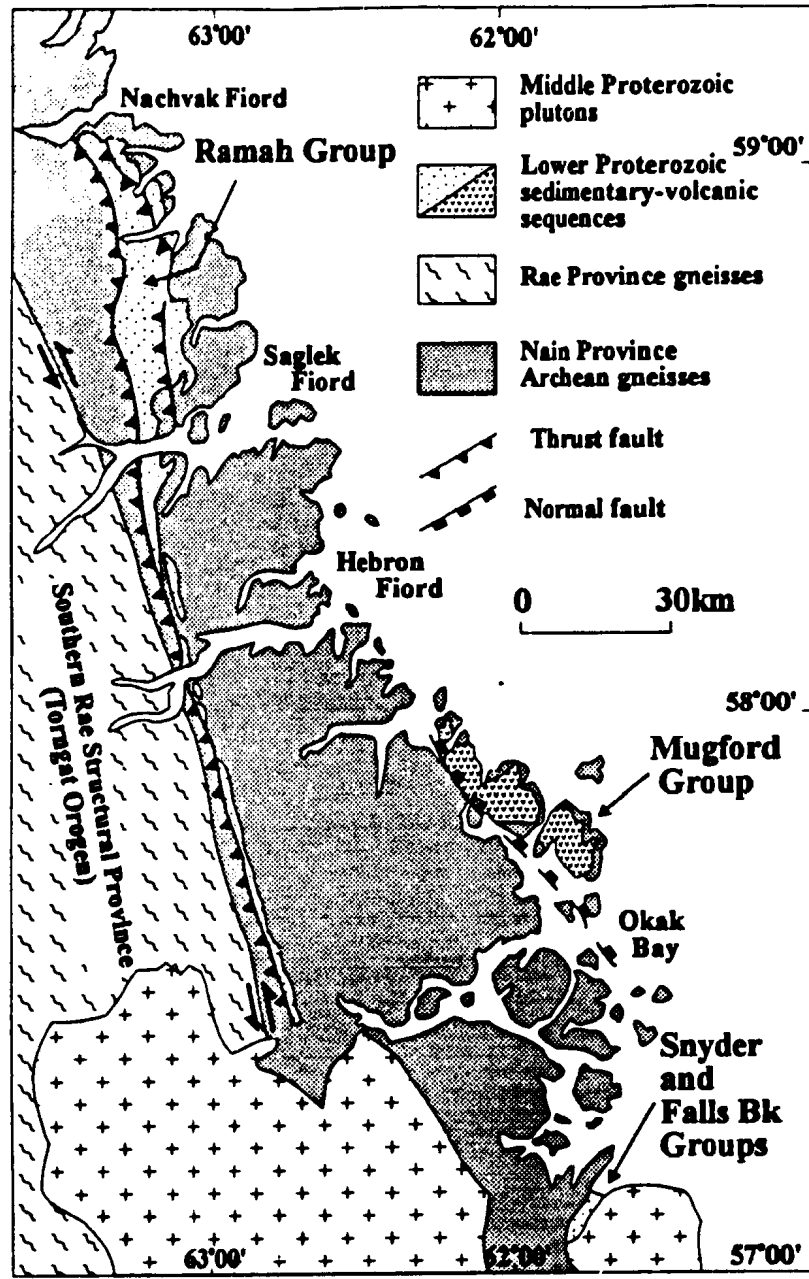 63°00'
62°00'
Nachvak Fiord
Ramah Group
Middle Proterozoic
plutons
59°00'
Lower Proterozoic
sedimentary-volcanic
sequences
Rae Province gneisses
Nain Province
Archean gneisses
Thrust fault
Normal fault
Saglek
Fiord
Hebron
Fiord
0
30km
Southern Rae Structural Province
(Torngat Orogen)
58°00'
Mugford
Group
Okak
Bay
Snyder
and
Falls Bk
Groups
63°00'
62°00'
57°00'